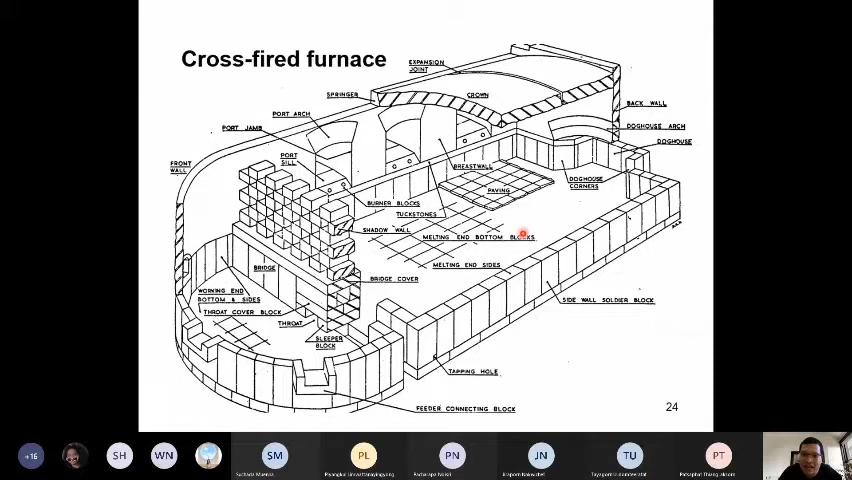 Cross-fired furnace
EXPANSION
JOINT
SPRINGER
CROWN
BACK WALL
PORT ARCH
DOGHOUSE ARCH
PORT JAMB
DOGHOUSE
PORT
SILL
FRONT
WALL
BREASTWALL
PAVING
DOGHOUSE
CORNERS
BURNER BLOCKS
TUCKSTONES
SHADOW WALL
MELTING END BOTTOM BLOCKS
BRIDGE
MELTING END SIDES
BRIDGE COVER
WORKING END
BOTTOM & SIDES
SIDE WALL SOLDIER BLOCK
THROAT COVER BLOCK
THROAT
SLEEPER
BLOCK
TAPPING HOLE
FEEDER CONNECTING BLOCK
24
+16
SH
WN
SM
PL
PN
JN
TU
PT